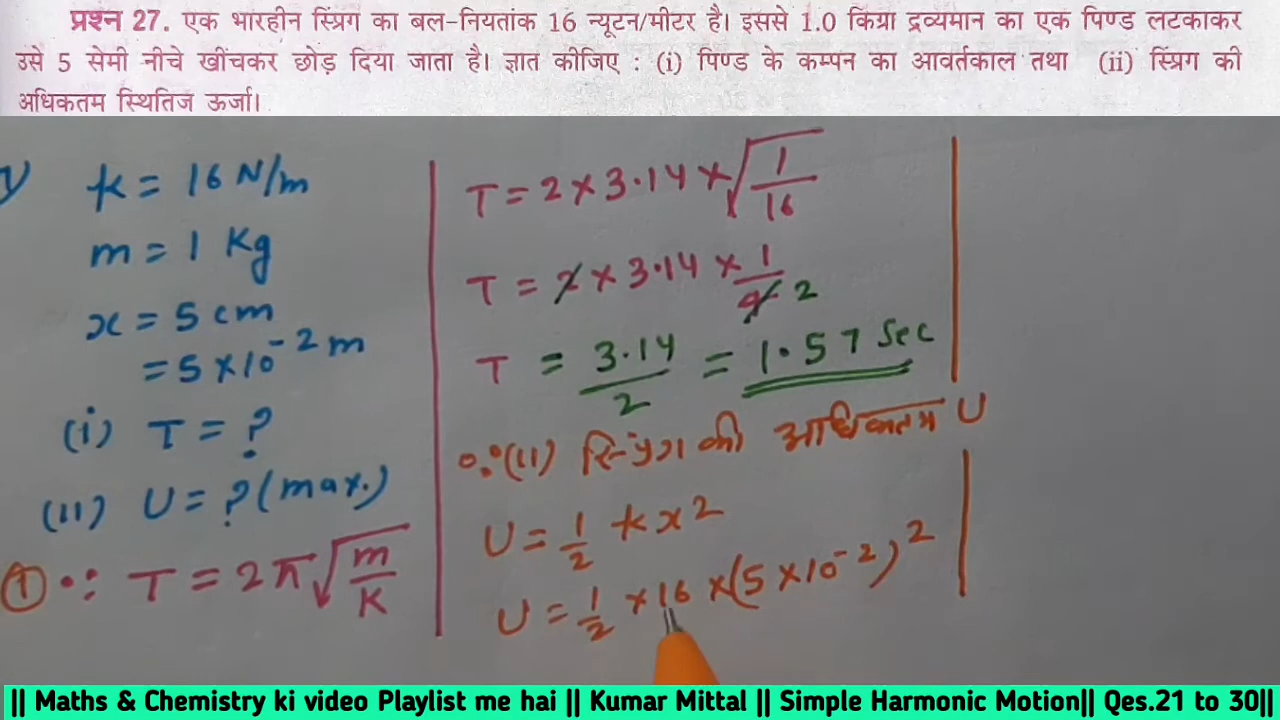 प्रश्न 27. एक भारहीन स्प्रिंग का बल-नियतांक 16 न्यूटन/मीटर है। इससे 1.0 किग्रा द्रव्यमान का एक पिण्ड लटकाकर
उसे 5 सेमी नीचे खींचकर छोड़ दिया जाता है। ज्ञात कीजिए : (i) पिण्ड के कम्पन का आवर्तकाल तथा (ii) स्प्रिंग की
अधिकतम स्थितिज ऊर्जा।
k = 16 N/m
m = 1 Kg
x = 5 cm
= 5 × 10⁻² m
(i) T = ?
(ii) U = ? (max.)
① ∵ T = 2π√(m/K)
T = 2 × 3.14 × √(1/16)
T = 2 × 3.14 × 1/4 2
T = 3.14/2 = 1.57 Sec
∵ (ii) स्प्रिंग की अधिकतम U
U = 1/2 k x²
U = 1/2 × 16 × (5 × 10⁻²)²
|| Maths & Chemistry ki video Playlist me hai || Kumar Mittal || Simple Harmonic Motion|| Qes.21 to 30||